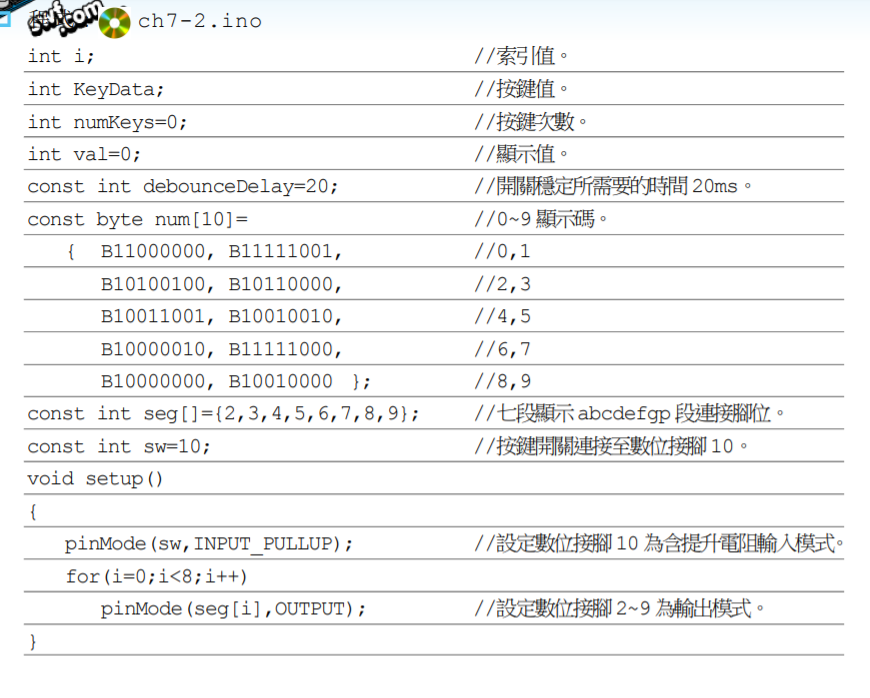 swf.com ch7-2.ino
int i; //索引值。
int KeyData; //按鍵值。
int numKeys=0; //按鍵次數。
int val=0; //顯示值。
const int debounceDelay=20; //開關穩定所需要的時間 20ms。
const byte num[10]= //0~9 顯示碼。
{ B11000000, B11111001, //0,1
B10100100, B10110000, //2,3
B10011001, B10010010, //4,5
B10000010, B11111000, //6,7
B10000000, B10010000 }; //8,9
const int seg[]={2,3,4,5,6,7,8,9}; //七段顯示 abcdefgp 段連接腳位。
const int sw=10; //按鍵開關連接至數位接腳 10。
void setup()
{
pinMode(sw,INPUT_PULLUP); //設定數位接腳 10 為含提升電阻輸入模式。
for(i=0;i<8;i++)
pinMode(seg[i],OUTPUT); //設定數位接腳 2~9 為輸出模式。
}